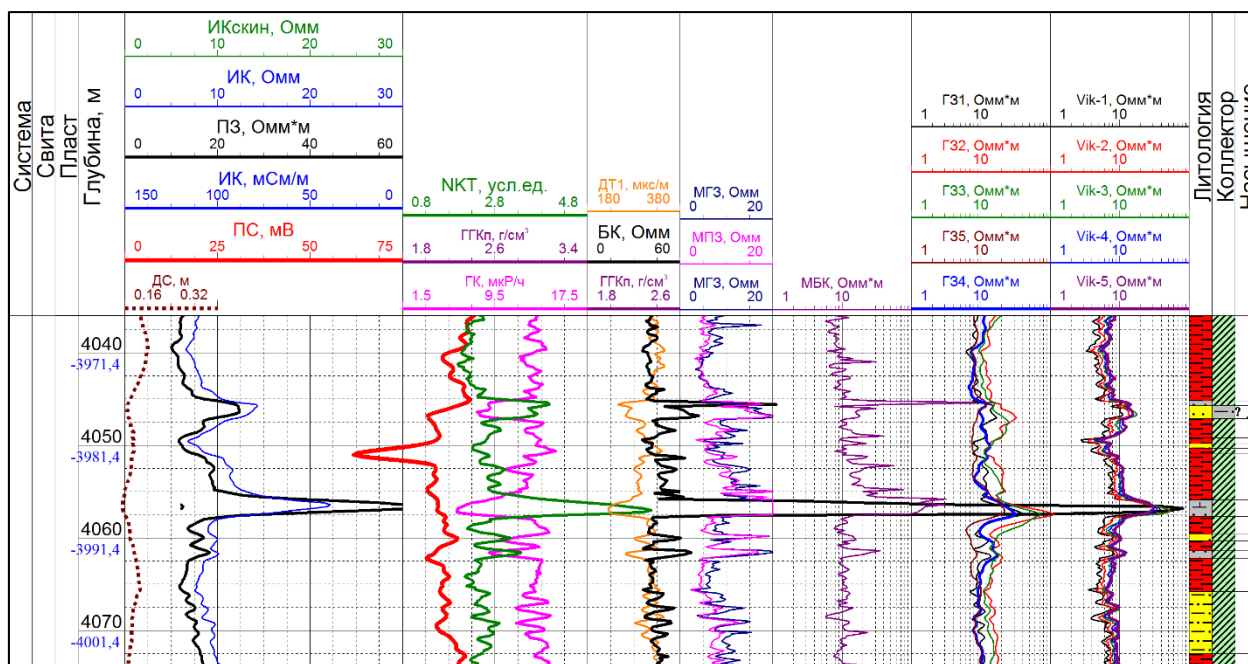 Система
Свита
Пласт
Глубина, м
ИКскин, Омм
0 10 20 30
ИК, Омм
0 10 20 30
ПЗ, Омм*м
0 20 40 60
ИК, мСм/м
150 100 50 0
ПС, мВ
0 25 50 75
ДС, м
0.16 0.32
NKT, усл.ед.
0.8 2.8 4.8
ГГКп, г/см³
1.8 2.6 3.4
ГК, мкР/ч
1.5 9.5 17.5
ДТ1, мкс/м
180 380
БК, Омм
0 60
ГГКп, г/см³
1.8 2.6
МГЗ, Омм
0 20
МПЗ, Омм
0 20
МГЗ, Омм
0 20
МБК, Омм*м
1 10
ГЗ1, Омм*м
1 10
ГЗ2, Омм*м
1 10
ГЗ3, Омм*м
1 10
ГЗ5, Омм*м
1 10
ГЗ4, Омм*м
1 10
Vik-1, Омм*м
1 10
Vik-2, Омм*м
1 10
Vik-3, Омм*м
1 10
Vik-4, Омм*м
1 10
Vik-5, Омм*м
1 10
Литология
Коллектор
4040
-3971,4
?
4050
-3981,4
4060
-3991,4
4070
-4001,4